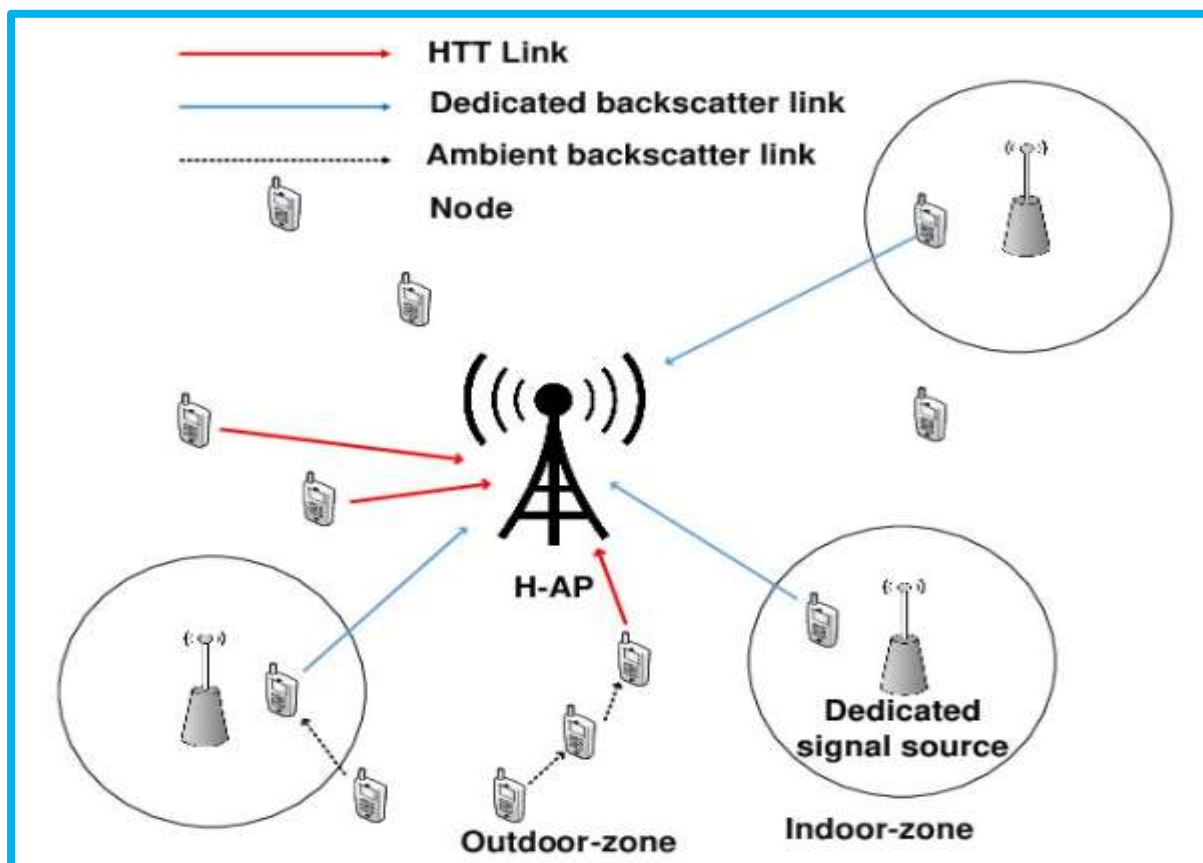 HTT Link
Dedicated backscatter link
Ambient backscatter link
Node
H-AP
Dedicated
signal source
Outdoor-zone
Indoor-zone